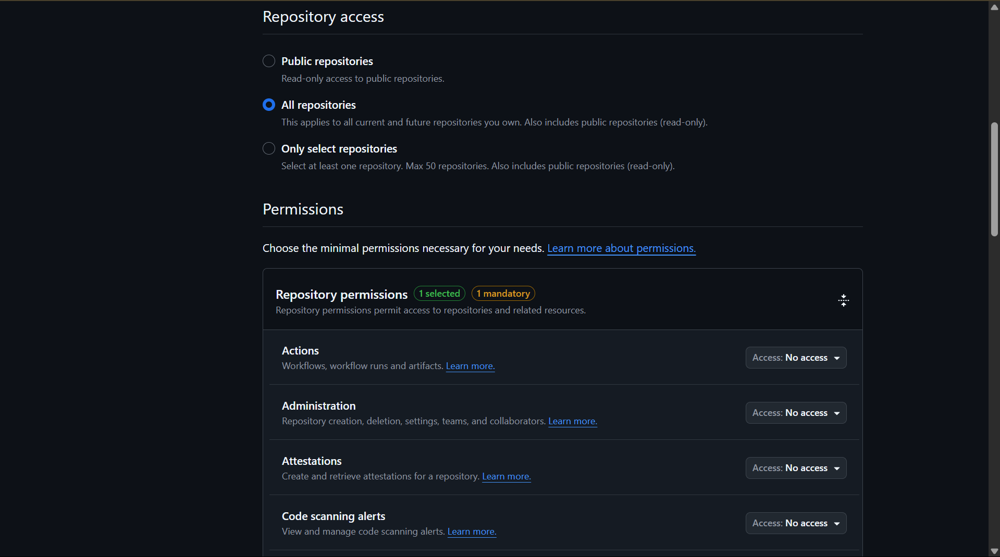 Repository access
Public repositories
Read-only access to public repositories.
All repositories
This applies to all current and future repositories you own. Also includes public repositories (read-only).
Only select repositories
Select at least one repository. Max 50 repositories. Also includes public repositories (read-only).
Permissions
Choose the minimal permissions necessary for your needs. Learn more about permissions.
Repository permissions 1 selected 1 mandatory
Repository permissions permit access to repositories and related resources.
Actions
Workflows, workflow runs and artifacts. Learn more.
Access: No access
Administration
Repository creation, deletion, settings, teams, and collaborators. Learn more.
Access: No access
Attestations
Create and retrieve attestations for a repository. Learn more.
Access: No access
Code scanning alerts
View and manage code scanning alerts. Learn more.
Access: No access